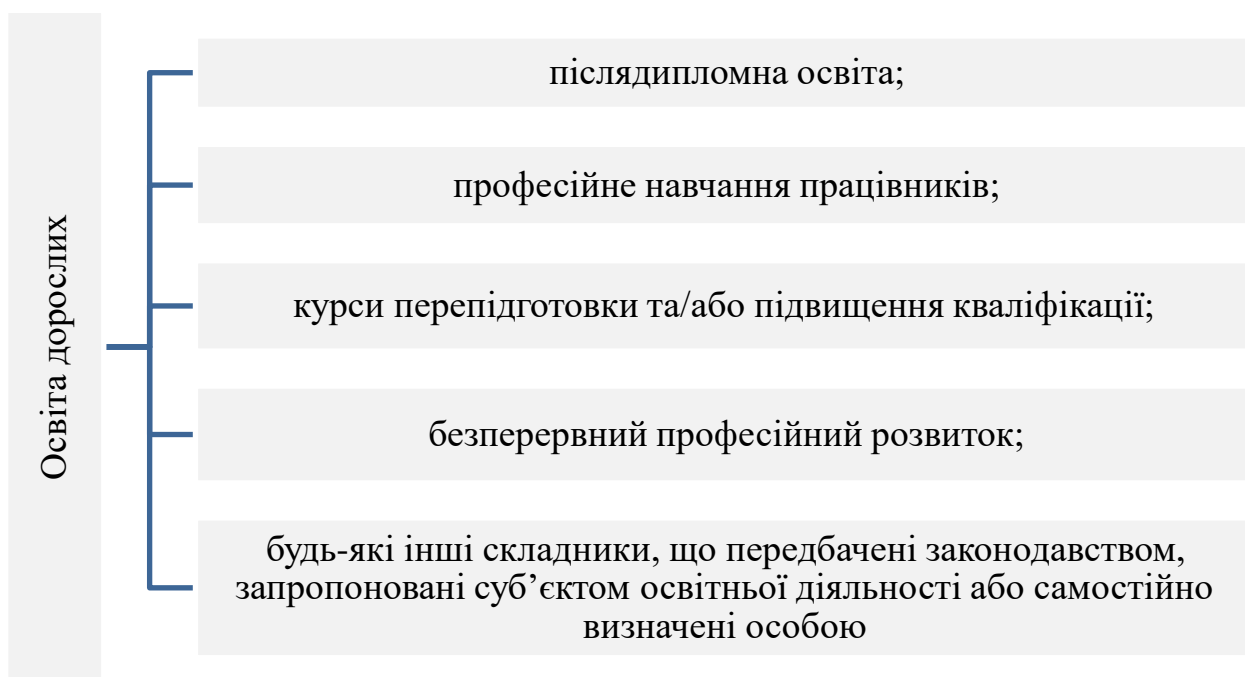 Освіта дорослих
післядипломна освіта;
професійне навчання працівників;
курси перепідготовки та/або підвищення кваліфікації;
безперервний професійний розвиток;
будь-які інші складники, що передбачені законодавством,
запропоновані суб’єктом освітньої діяльності або самостійно
визначені особою